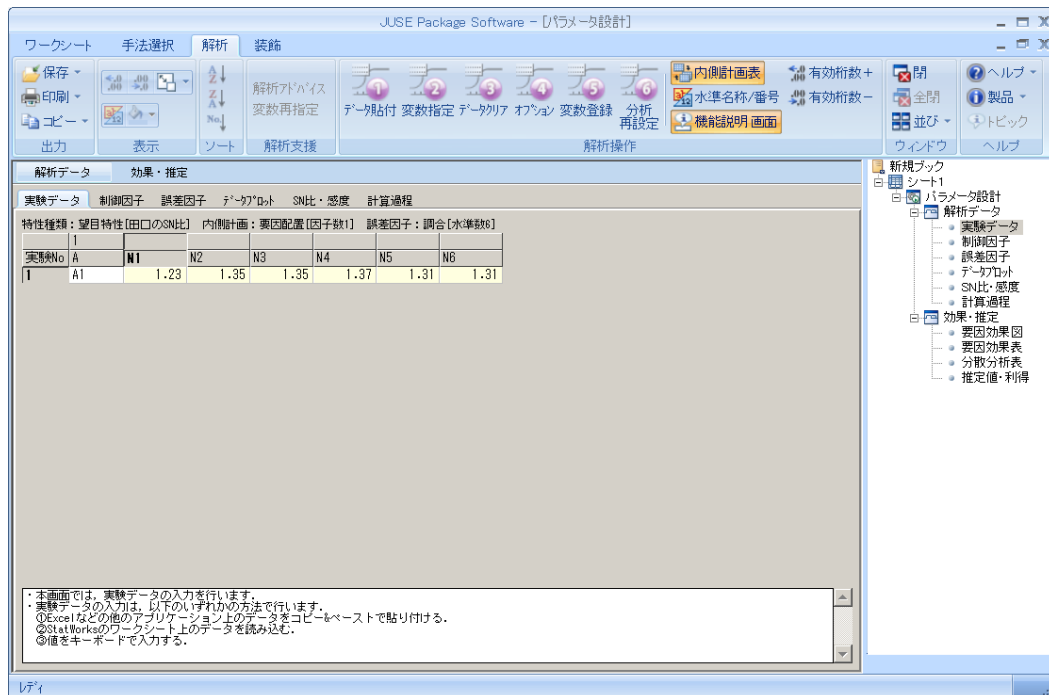 JUSE Package Software - [パラメータ設計]
ワークシート 手法選択 解析 装飾
保存 印刷 コピー
出力
表示
ソート
解析アドバイス
変数再指定
解析支援
データ貼付 変数指定 データクリア オプション 変数登録 分析再設定
内側計画表
水準名称/番号
機能説明画面
有効桁数+
有効桁数-
解析操作
閉
全閉
並び
ウィンドウ
ヘルプ
製品
トピック
ヘルプ
解析データ 効果・推定
実験データ 制御因子 誤差因子 データプロット SN比・感度 計算過程
特性種類:望目特性[田口のSN比] 内側計画:要因配置[因子数1] 誤差因子:調合[水準数6]
1
実験No A N1 N2 N3 N4 N5 N6
1 A1 1.23 1.35 1.35 1.37 1.31 1.31
・本画面では,実験データの入力を行います.
・実験データの入力は,以下のいずれかの方法で行います.
①Excelなどの他のアプリケーション上のデータをコピー&ペーストで貼り付ける.
②StatWorksのワークシート上のデータを読み込む.
③値をキーボードで入力する.
新規ブック
シート1
パラメータ設計
解析データ
実験データ
制御因子
誤差因子
データプロット
SN比・感度
計算過程
効果・推定
要因効果図
要因効果表
分散分析表
推定値・利得
レディ